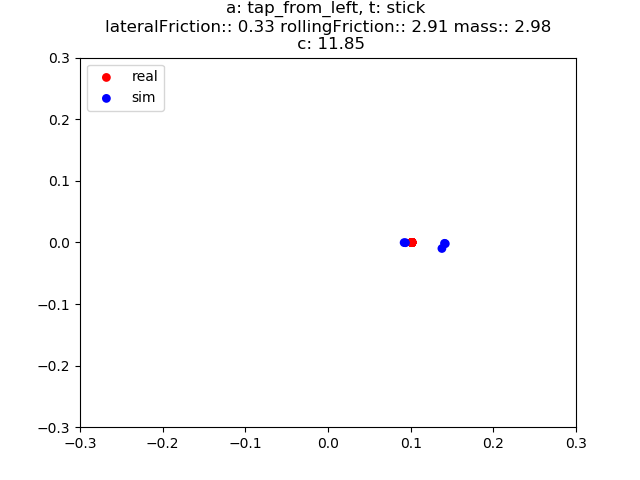 a: tap_from_left, t: stick
lateralFriction:: 0.33 rollingFriction:: 2.91 mass:: 2.98
c: 11.85
real
sim
0.3
0.2
0.1
0.0
−0.1
−0.2
−0.3
−0.3
−0.2
−0.1
0.0
0.1
0.2
0.3